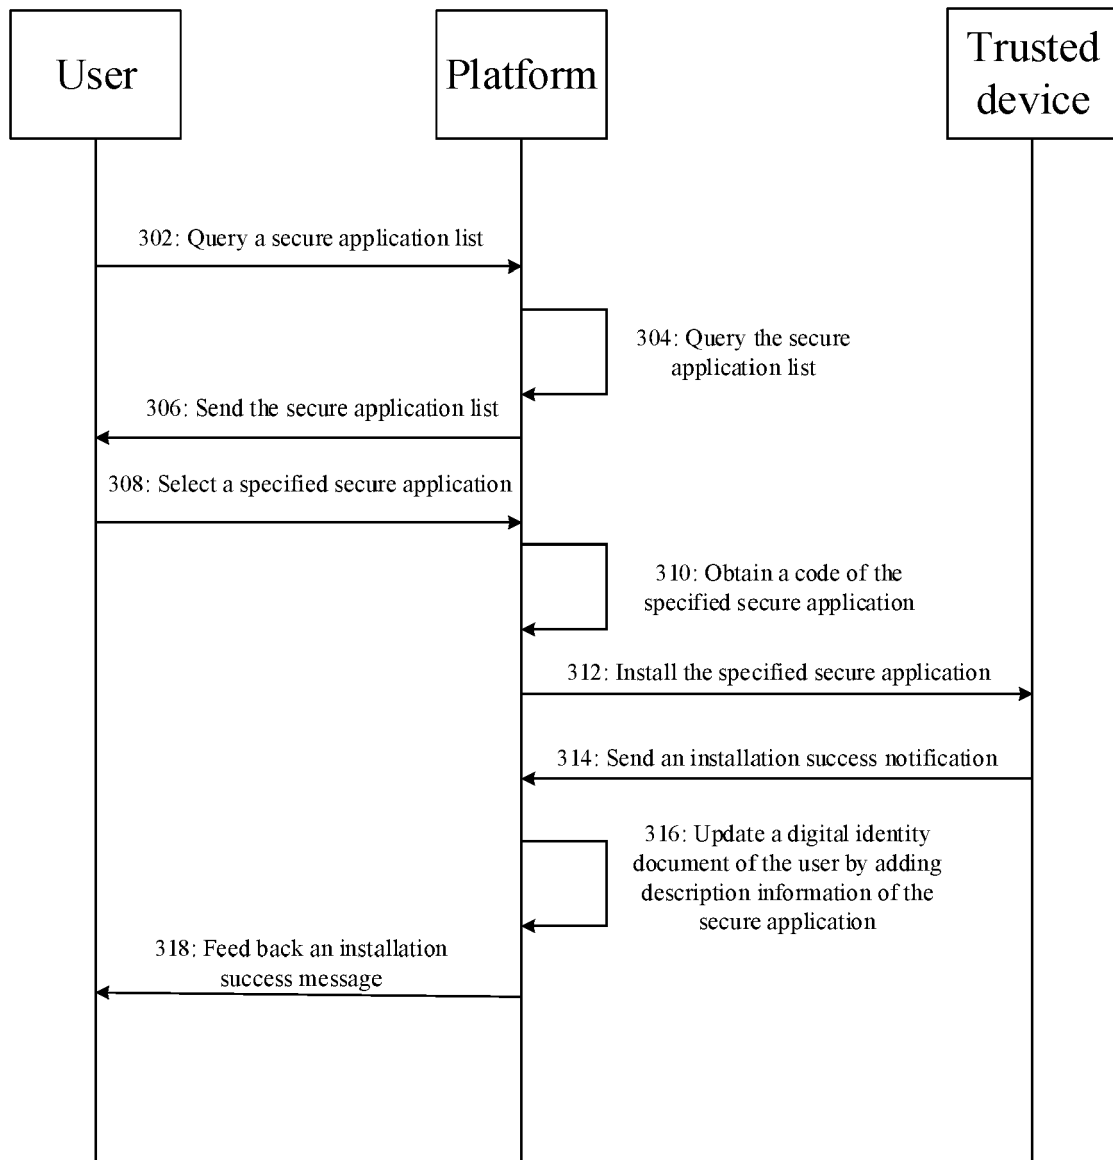 User
Platform
Trusted
device
302: Query a secure application list
304: Query the secure
application list
306: Send the secure application list
308: Select a specified secure application
310: Obtain a code of the
specified secure application
312: Install the specified secure application
314: Send an installation success notification
316: Update a digital identity
document of the user by adding
description information of the
secure application
318: Feed back an installation
success message